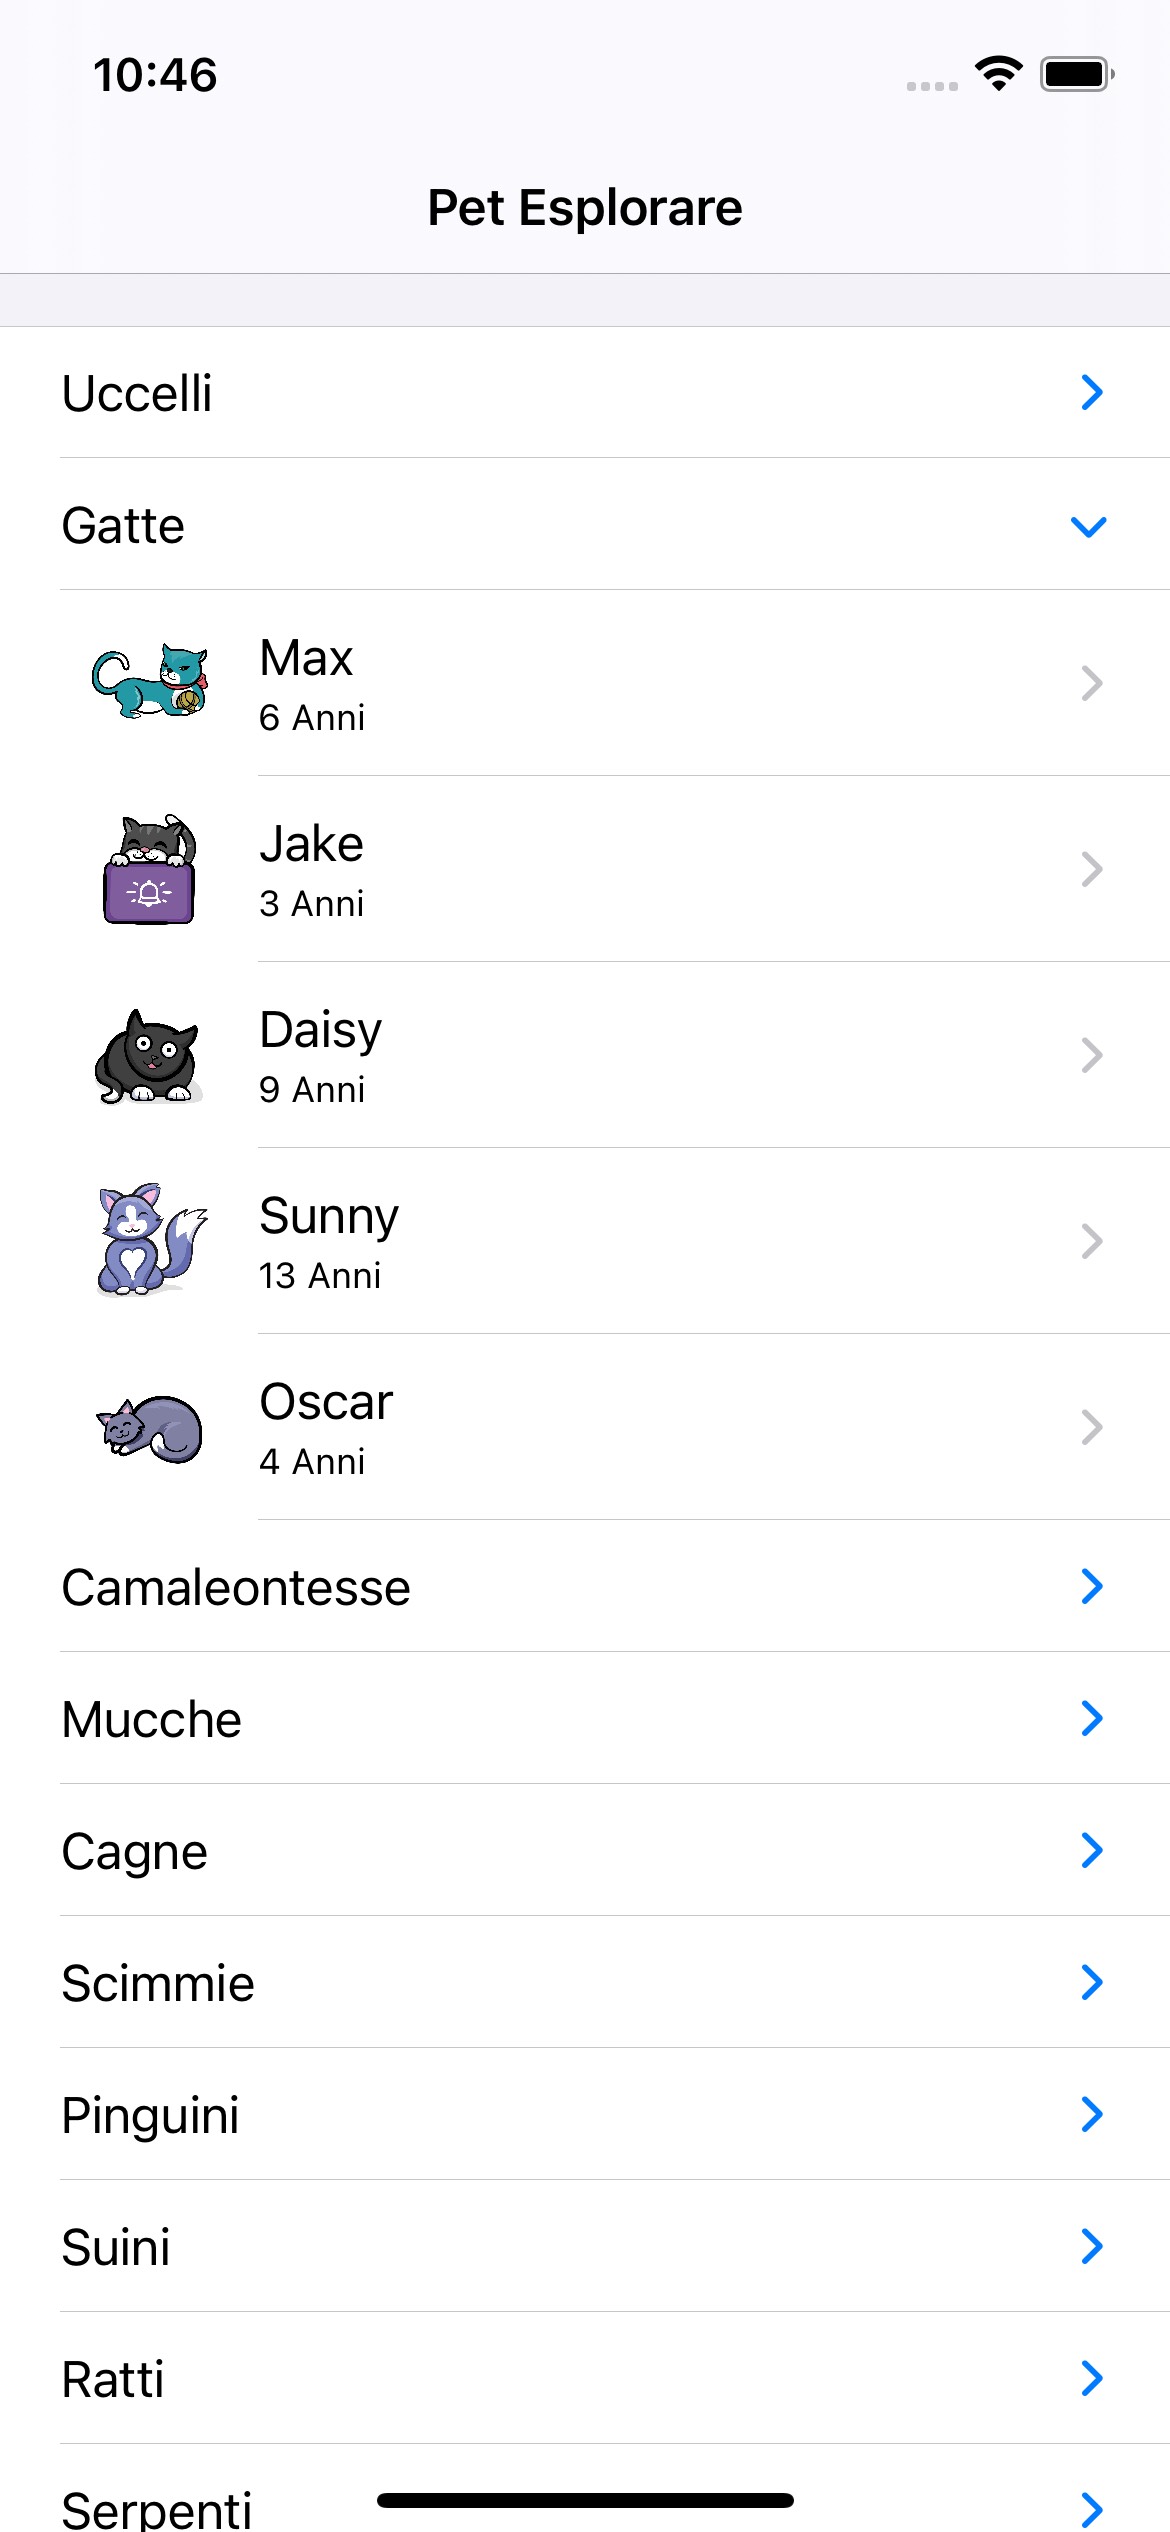 10:46
Pet Esplorare
Uccelli
Gatte
Max
6 Anni
Jake
3 Anni
Daisy
9 Anni
Sunny
13 Anni
Oscar
4 Anni
Camaleontesse
Mucche
Cagne
Scimmie
Pinguini
Suini
Ratti
Serpenti